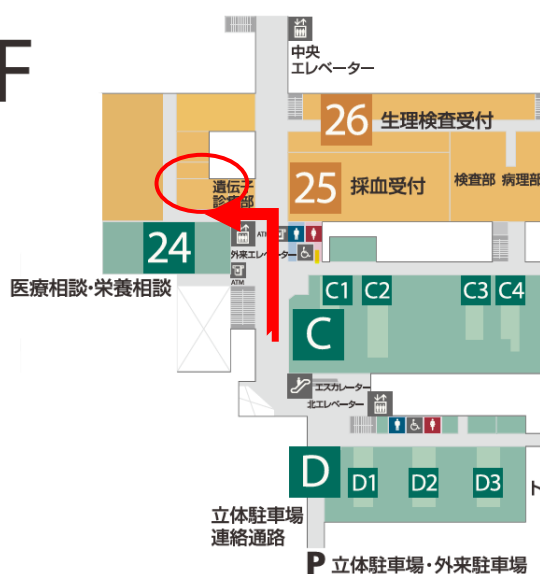 F
中央
エレベーター
26 生理検査受付
25 採血受付
検査部 病理部
遺伝子
診療部
24
医療相談・栄養相談
ATM
外来エレベーター
ATM
C1 C2 C3 C4
C
エスカレーター
北エレベーター
D
D1 D2 D3
ト
立体駐車場
連絡通路
P 立体駐車場・外来駐車場